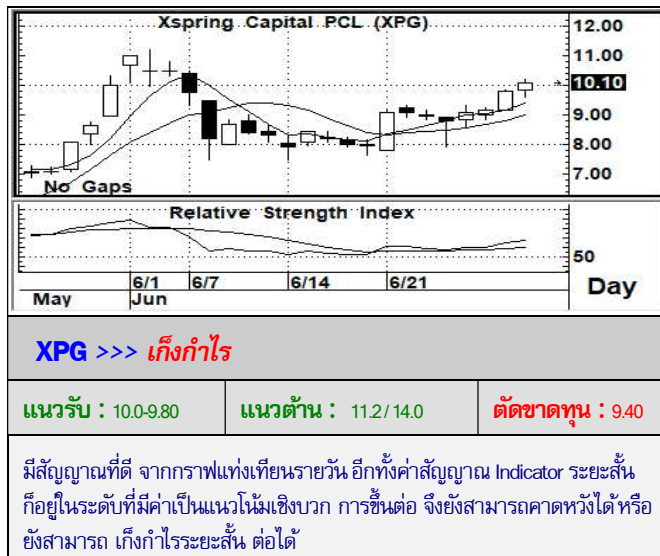 Xspring Capital PCL (XPG)
12.00
11.00
10.10
9.00
8.00
7.00
No Gaps
Relative Strength Index
50
6/1 6/7 6/14 6/21
May Jun
Day
XPG >>> เก็งกำไร
แนวรับ : 10.0-9.80 แนวต้าน : 11.2 / 14.0 ตัดขาดทุน : 9.40
มีสัญญาณที่ดี จากกราฟแท่งเทียนรายวัน อีกทั้งค่าสัญญาณ Indicator ระยะสั้น
ก็อยู่ในระดับที่มีค่าเป็นแนวโน้มเชิงบวก การขึ้นต่อ จึงยังสามารถคาดหวังได้หรือ
ยังสามารถ เก็งกำไรระยะสั้น ต่อได้